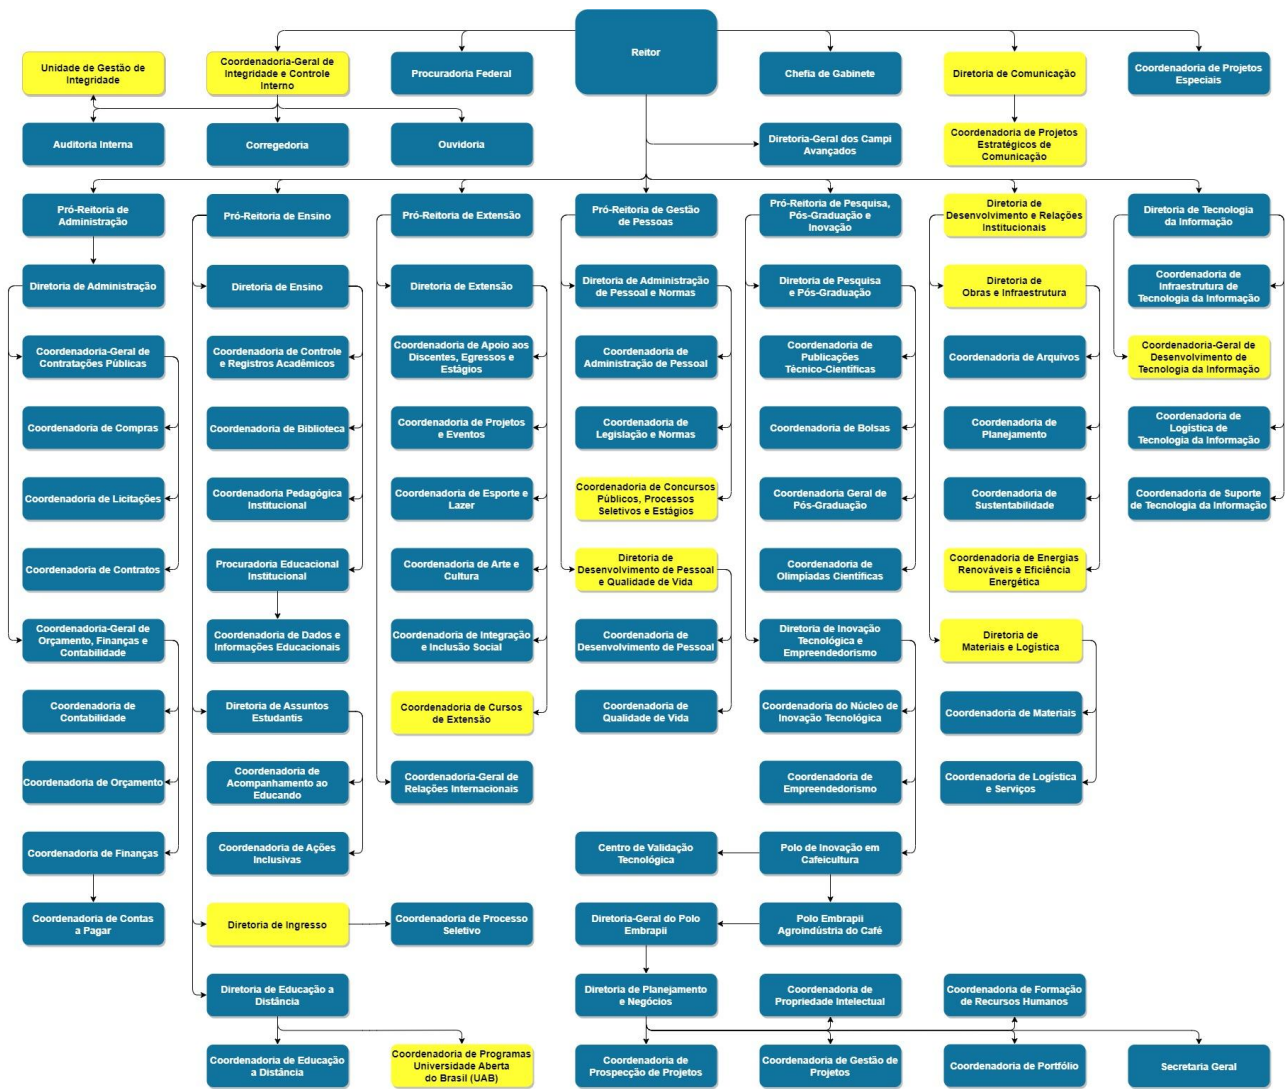 Reitor
Unidade de Gestão de
Integridade
Coordenadoria-Geral de
Integridade e Controle
Interno
Procuradoria Federal
Chefia de Gabinete
Diretoria de Comunicação
Coordenadoria de Projetos
Especiais
Auditoria Interna
Corregedoria
Ouvidoria
Diretoria-Geral dos Campi
Avançados
Coordenadoria de Projetos
Estratégicos de
Comunicação
Pró-Reitoria de
Administração
Pró-Reitoria de Ensino
Pró-Reitoria de Extensão
Pró-Reitoria de Gestão
de Pessoas
Pró-Reitoria de Pesquisa,
Pós-Graduação e
Inovação
Diretoria de
Desenvolvimento e Relações
Institucionais
Diretoria de Tecnologia
da Informação
Diretoria de Administração
Diretoria de Ensino
Diretoria de Extensão
Diretoria de Administração
de Pessoal e Normas
Diretoria de Pesquisa
e Pós-Graduação
Diretoria de
Obras e Infraestrutura
Coordenadoria de
Infraestrutura de
Tecnologia da Informação
Coordenadoria-Geral de
Contratações Públicas
Coordenadoria de Controle
e Registros Acadêmicos
Coordenadoria de Apoio aos
Discentes, Egressos e
Estágios
Coordenadoria de
Administração de Pessoal
Coordenadoria de
Publicações
Técnico-Científicas
Coordenadoria de Arquivos
Coordenadoria-Geral de
Desenvolvimento de
Tecnologia da Informação
Coordenadoria de Compras
Coordenadoria de Biblioteca
Coordenadoria de Projetos
e Eventos
Coordenadoria de
Legislação e Normas
Coordenadoria de Bolsas
Coordenadoria de
Planejamento
Coordenadoria de
Logística de
Tecnologia da Informação
Coordenadoria de Licitações
Coordenadoria Pedagógica
Institucional
Coordenadoria de Esporte e
Lazer
Coordenadoria de Concursos
Públicos, Processos
Seletivos e Estágios
Coordenadoria Geral de
Pós-Graduação
Coordenadoria de
Sustentabilidade
Coordenadoria de Suporte
de Tecnologia da Informação
Coordenadoria de Contratos
Procuradoria Educacional
Institucional
Coordenadoria de Arte e
Cultura
Diretoria de
Desenvolvimento de Pessoal
e Qualidade de Vida
Coordenadoria de
Olimpíadas Científicas
Coordenadoria de Energias
Renováveis e Eficiência
Energética
Coordenadoria-Geral de
Orçamento, Finanças e
Contabilidade
Coordenadoria de Dados e
Informações Educacionais
Coordenadoria de Integração
e Inclusão Social
Coordenadoria de
Desenvolvimento de Pessoal
Diretoria de Inovação
Tecnológica e
Empreendedorismo
Diretoria de
Materiais e Logística
Coordenadoria de
Contabilidade
Diretoria de Assuntos
Estudantis
Coordenadoria de Cursos
de Extensão
Coordenadoria de
Qualidade de Vida
Coordenadoria do Núcleo de
Inovação Tecnológica
Coordenadoria de Materiais
Coordenadoria de Orçamento
Coordenadoria de
Acompanhamento ao
Educando
Coordenadoria-Geral de
Relações Internacionais
Coordenadoria de
Empreendedorismo
Coordenadoria de Logística
e Serviços
Coordenadoria de Finanças
Coordenadoria de Ações
Inclusivas
Centro de Validação
Tecnológica
Polo de Inovação em
Cafeicultura
Coordenadoria de Contas
a Pagar
Diretoria de Ingresso
Coordenadoria de Processo
Seletivo
Diretoria-Geral do Polo
Embrapii
Polo Embrapii
Agroindústria do Café
Diretoria de Educação a
Distância
Diretoria de Planejamento
e Negócios
Coordenadoria de
Propriedade Intelectual
Coordenadoria de Formação
de Recursos Humanos
Coordenadoria de Educação
a Distância
Coordenadoria de Programas
Universidade Aberta
do Brasil (UAB)
Coordenadoria de
Prospecção de Projetos
Coordenadoria de Gestão de
Projetos
Coordenadoria de Portfólio
Secretaria Geral